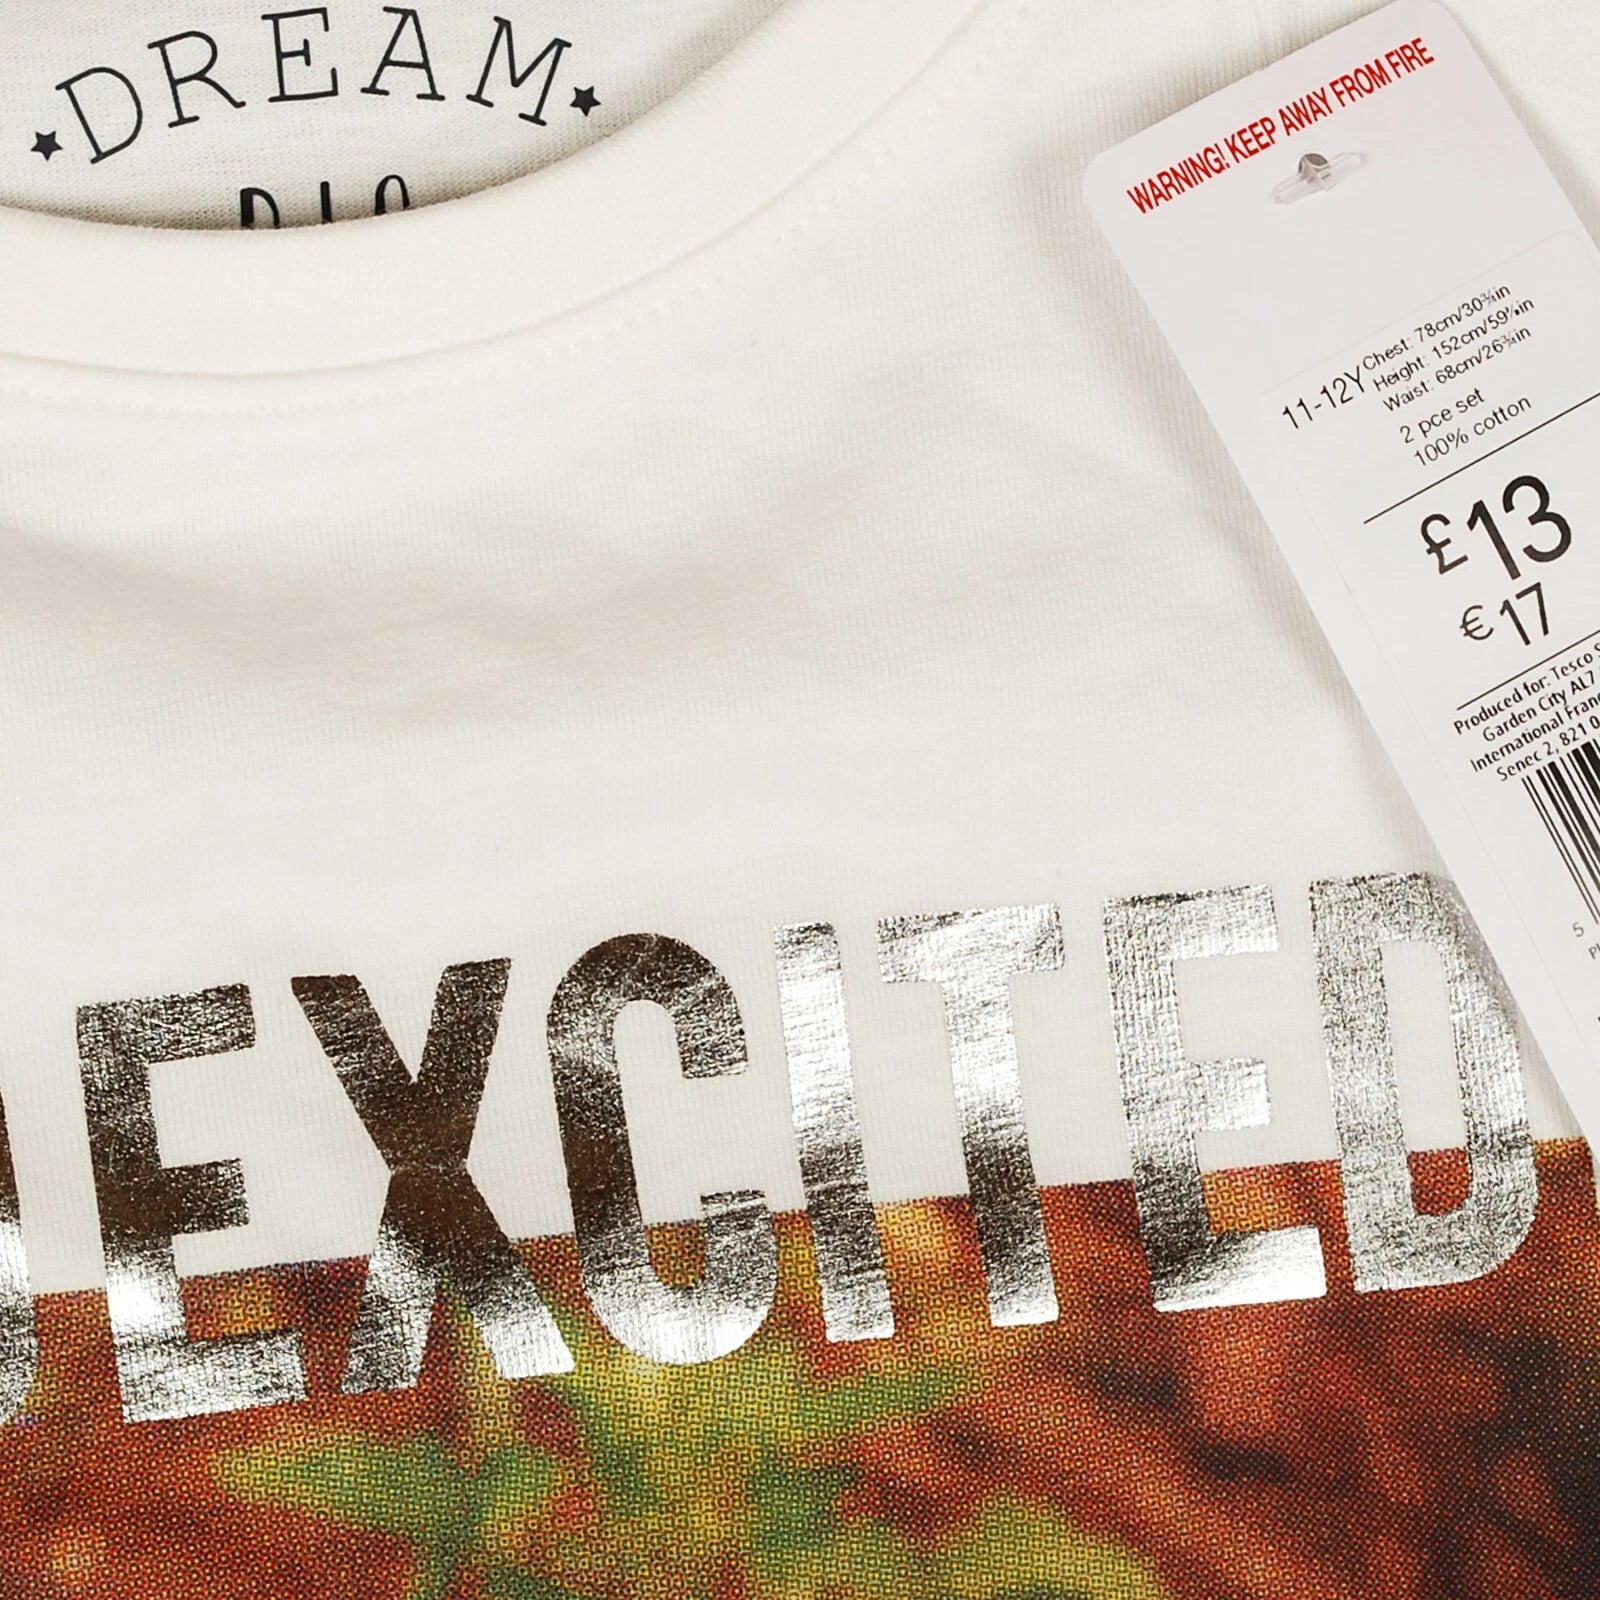 DREAM
WARNING! KEEP AWAY FROM FIRE
11-12Y
Chest: 78cm/30¾in
Height: 152cm/59¾in
Waist: 68cm/26¾in
2 pce set
100% cotton
£13
€17
Produced for: Tesco
Garden City AL7
International
Senec 2, 821 0
5
EXCITED